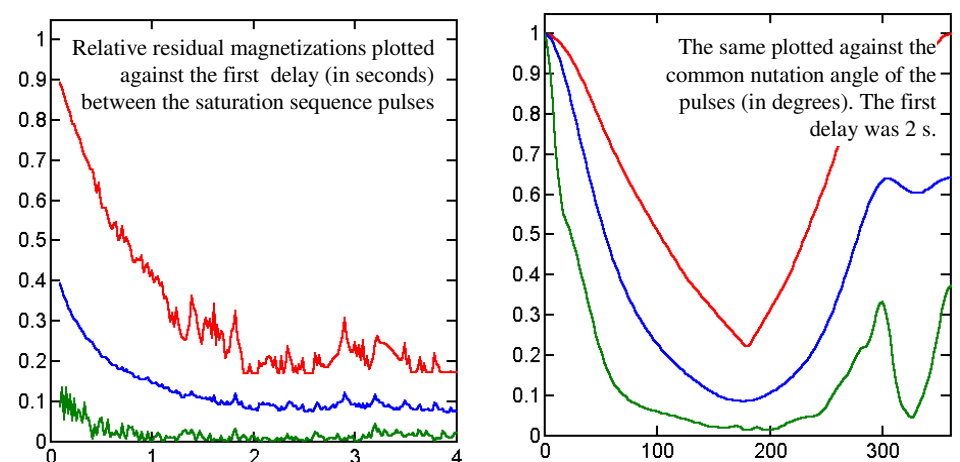 Relative residual magnetizations plotted
against the first delay (in seconds)
between the saturation sequence pulses
1
0.9
0.8
0.7
0.6
0.5
0.4
0.3
0.2
0.1
0
0 1 2 3 4
The same plotted against the
common nutation angle of the
pulses (in degrees). The first
delay was 2 s.
1
0.9
0.8
0.7
0.6
0.5
0.4
0.3
0.2
0.1
0
0 100 200 300